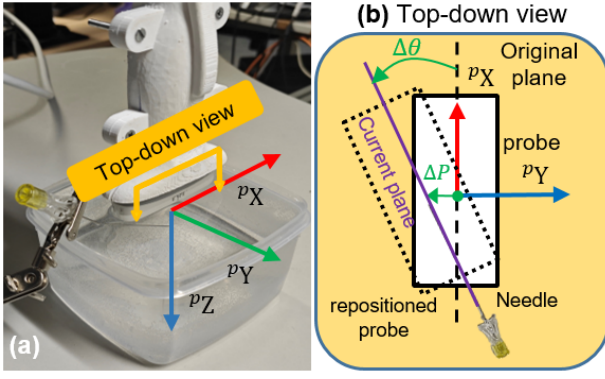 Top-down view
ᵖX
ᵖY
ᵖZ
(a)
(b) Top-down view
Δθ
Original
plane
ᵖX
probe
ᵖY
Current plane
ΔP
repositioned
probe
Needle